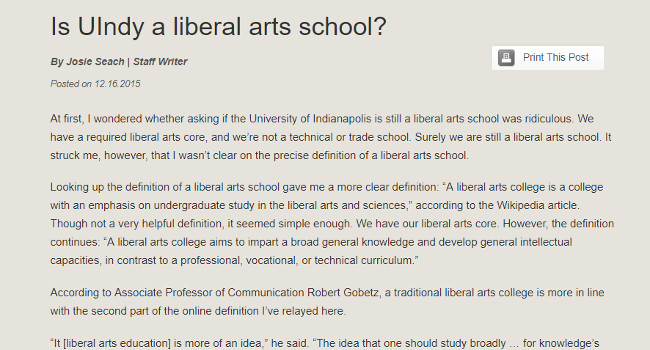 Is UIndy a liberal arts school?
By Josie Seach | Staff Writer
Print This Post
Posted on 12.16.2015
At first, I wondered whether asking if the University of Indianapolis is still a liberal arts school was ridiculous. We
have a required liberal arts core, and we're not a technical or trade school. Surely we are still a liberal arts school. It
struck me, however, that I wasn't clear on the precise definition of a liberal arts school.
Looking up the definition of a liberal arts school gave me a more clear definition: “A liberal arts college is a college
with an emphasis on undergraduate study in the liberal arts and sciences,” according to the Wikipedia article.
Though not a very helpful definition, it seemed simple enough. We have our liberal arts core. However, the definition
continues: “A liberal arts college aims to impart a broad general knowledge and develop general intellectual
capacities, in contrast to a professional, vocational, or technical curriculum.”
According to Associate Professor of Communication Robert Gobetz, a traditional liberal arts college is more in line
with the second part of the online definition I've relayed here.
“It [liberal arts education] is more of an idea,” he said. “The idea that one should study broadly … for knowledge's